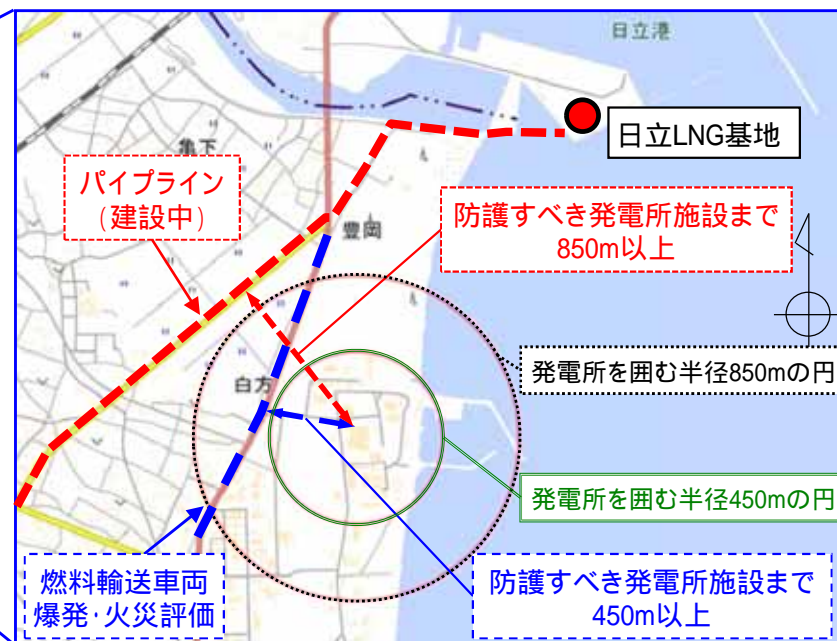 日立港
日立LNG基地
亀下
パイプライン
(建設中)
豊岡
防護すべき発電所施設まで
850m以上
発電所を囲む半径850mの円
白方
発電所を囲む半径450mの円
燃料輸送車両
爆発･火災評価
防護すべき発電所施設まで
450m以上